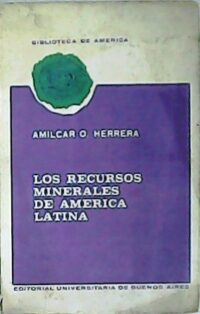 BIBLIOTECA DE AMERICA
AMILCAR O. HERRERA
LOS RECURSOS
MINERALES
DE AMERICA
LATINA
EDITORIAL UNIVERSITARIA DE BUENOS AIRES